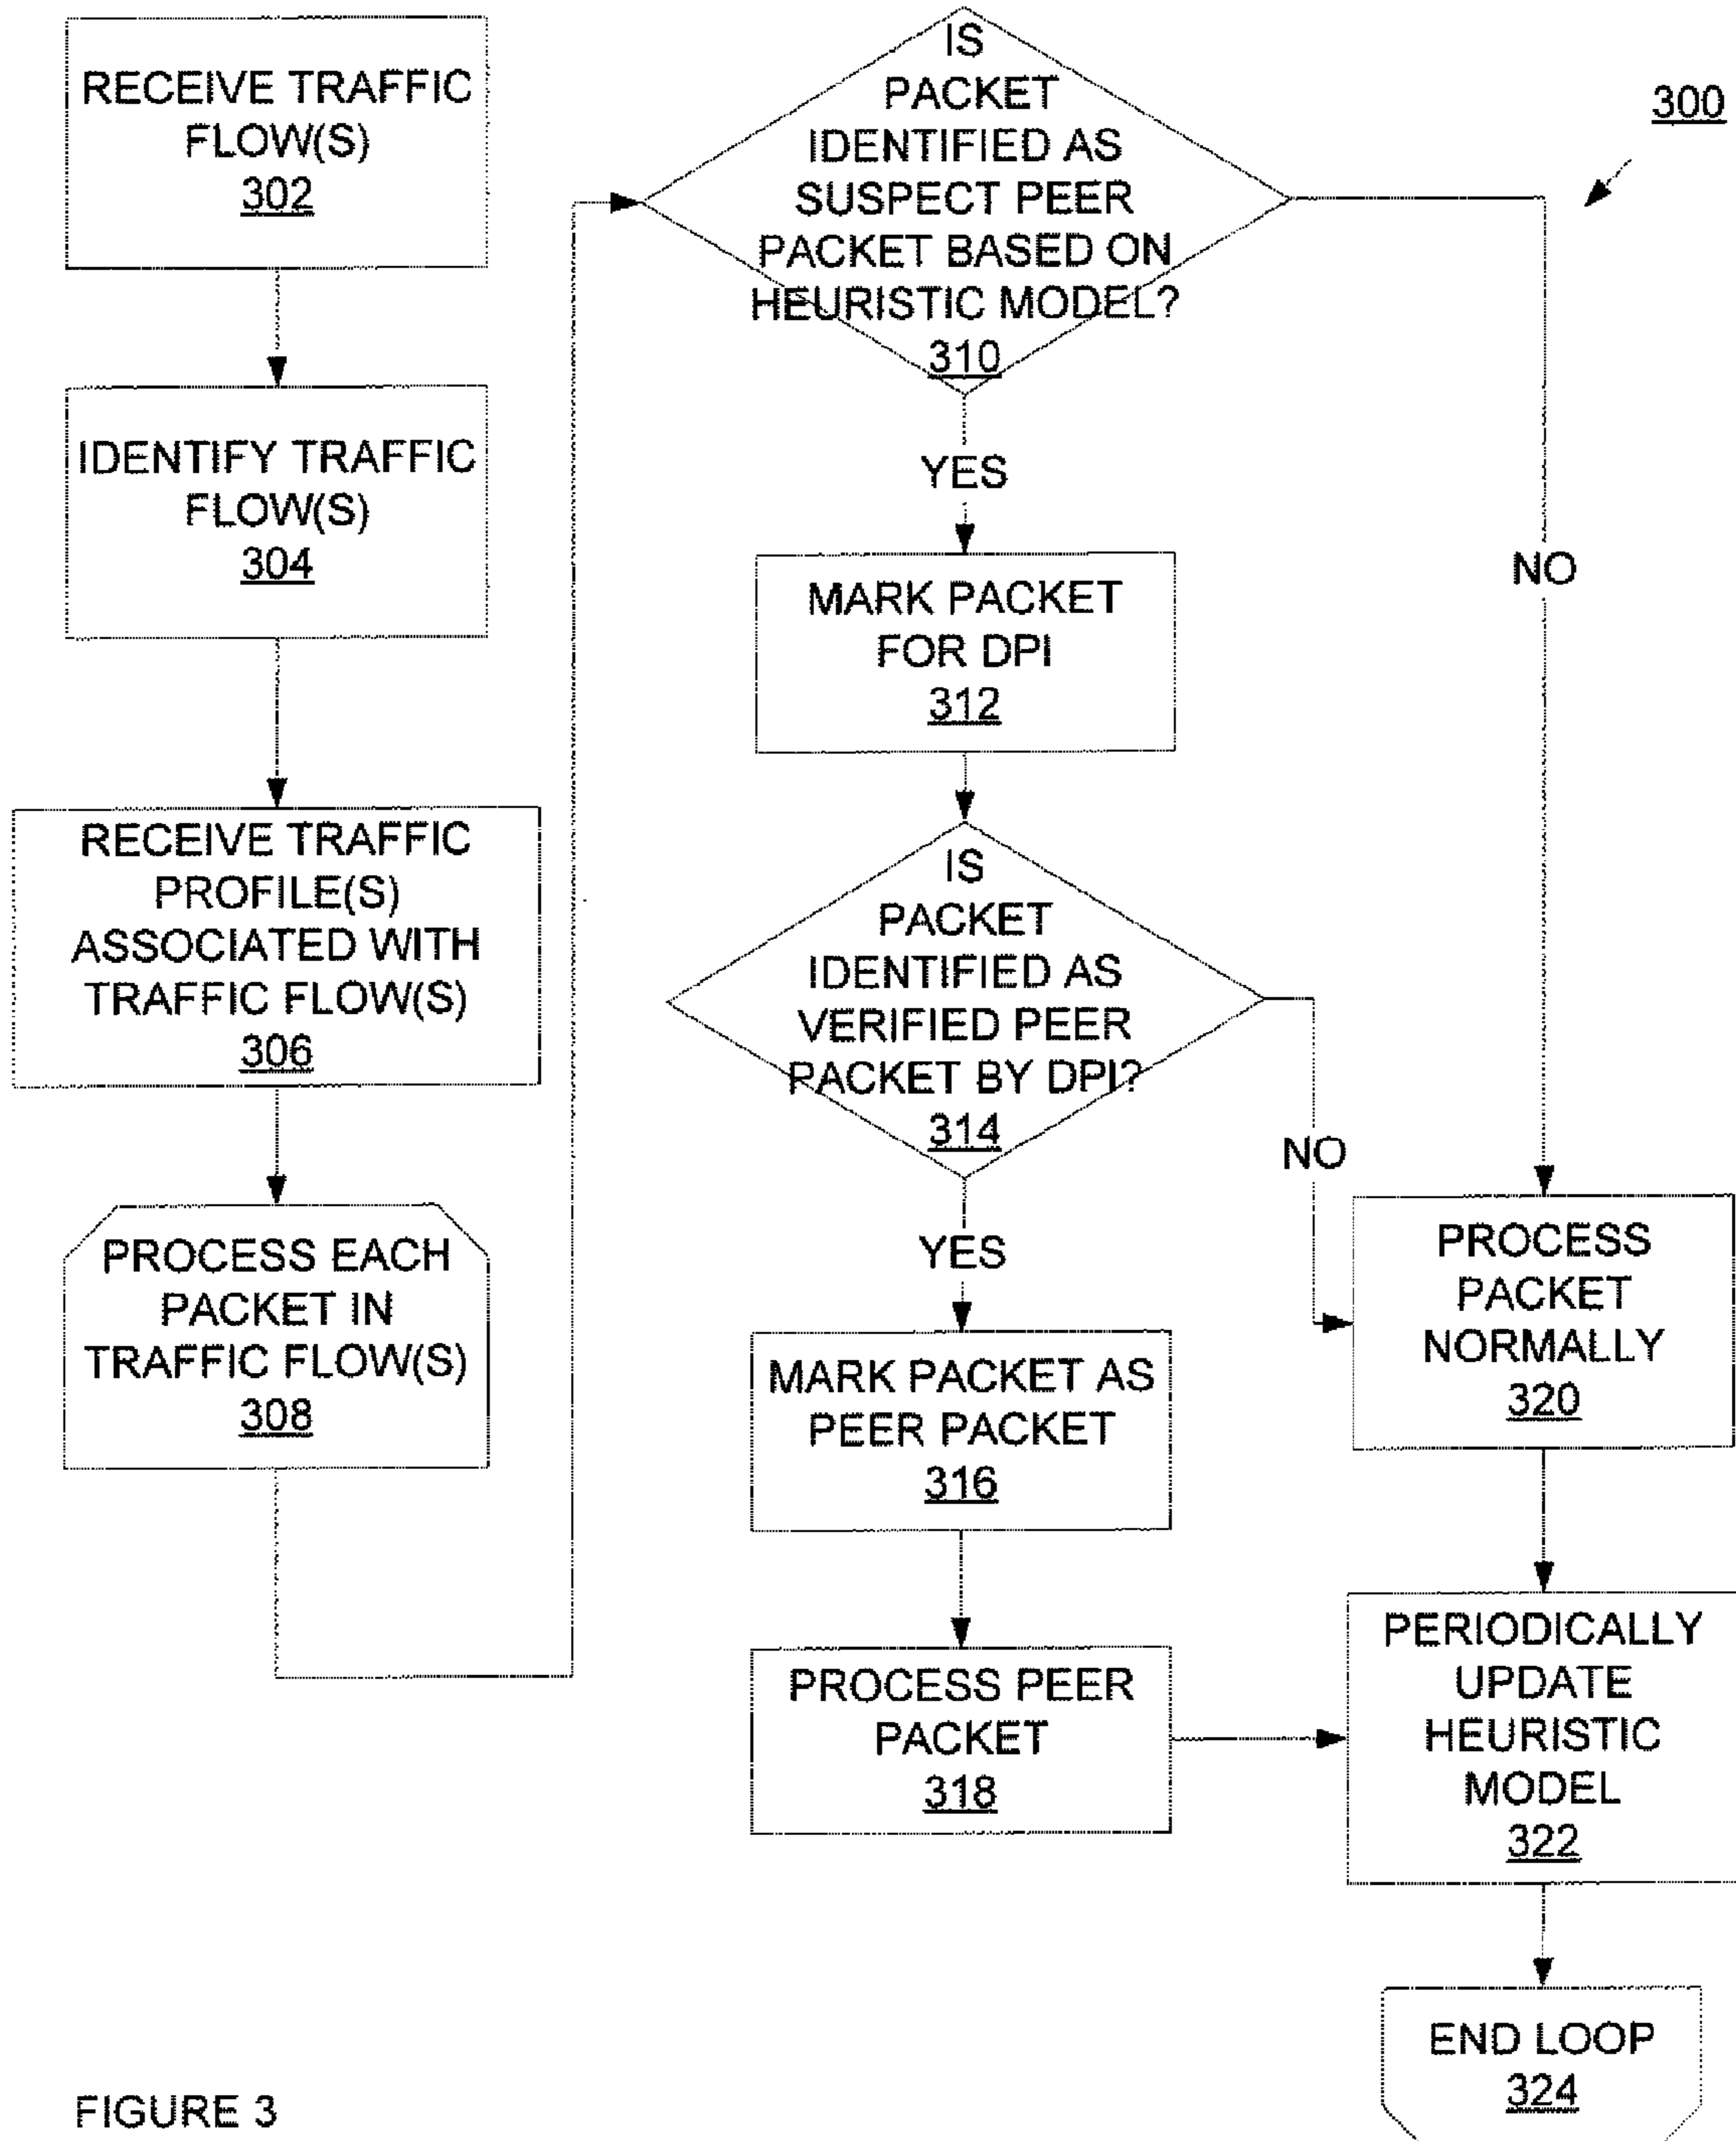 RECEIVE TRAFFIC
FLOW(S)
302
IDENTIFY TRAFFIC
FLOW(S)
304
RECEIVE TRAFFIC
PROFILE(S)
ASSOCIATED WITH
TRAFFIC FLOW(S)
306
PROCESS EACH
PACKET IN
TRAFFIC FLOW(S)
308
IS
PACKET
IDENTIFIED AS
SUSPECT PEER
PACKET BASED ON
HEURISTIC MODEL?
310
YES
NO
MARK PACKET
FOR DPI
312
IS
PACKET
IDENTIFIED AS
VERIFIED PEER
PACKET BY DPI?
314
YES
NO
MARK PACKET AS
PEER PACKET
316
PROCESS PEER
PACKET
318
300
PROCESS
PACKET
NORMALLY
320
PERIODICALLY
UPDATE
HEURISTIC
MODEL
322
END LOOP
324
FIGURE 3